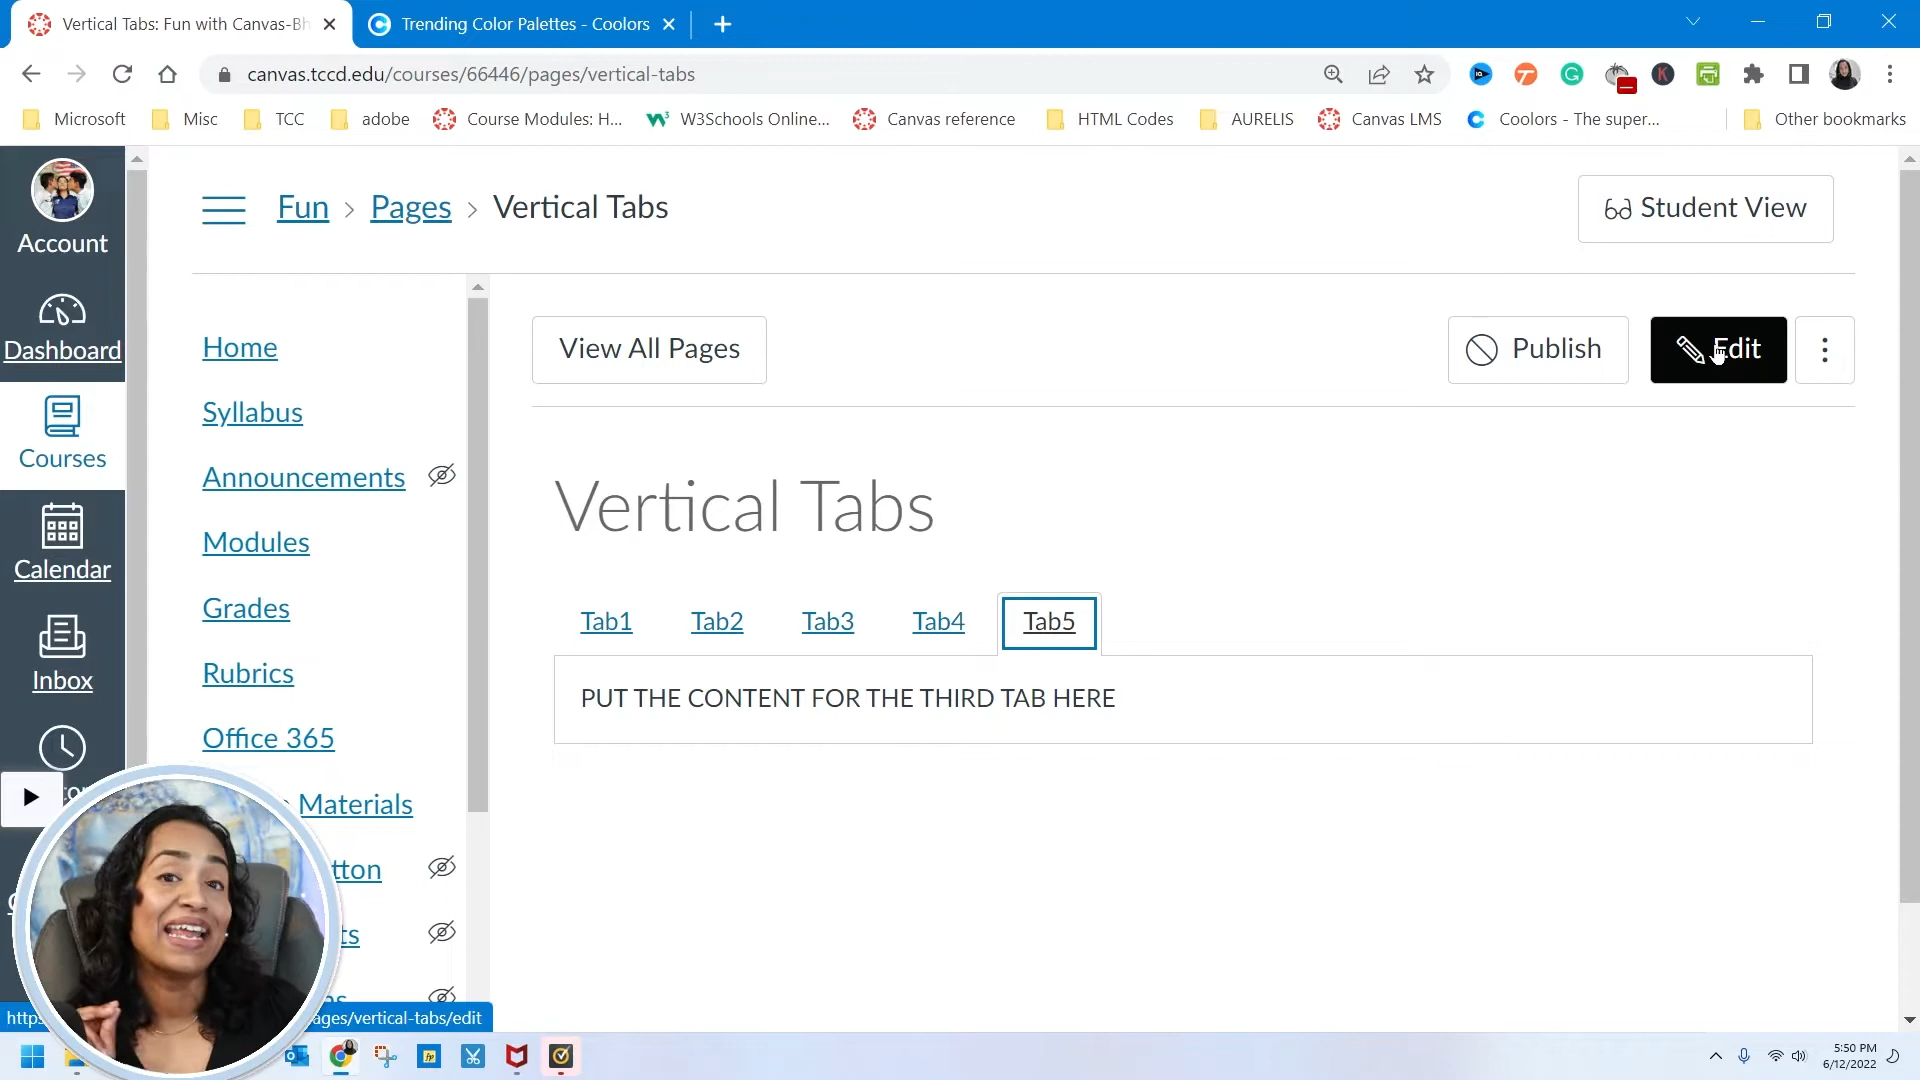 Vertical Tabs: Fun with Canvas-Bh
Trending Color Palettes - Coolors
canvas.tccd.edu/courses/66446/pages/vertical-tabs
Microsoft
Misc
TCC
adobe
Course Modules: H...
W3Schools Online...
Canvas reference
HTML Codes
AURELIS
Canvas LMS
Coolors - The super...
Other bookmarks
Account
Dashboard
Courses
Calendar
Inbox
Fun > Pages > Vertical Tabs
Student View
Home
Syllabus
Announcements
Modules
Grades
Rubrics
Office 365
Materials
tton
ts
View All Pages
Publish
Edit
Vertical Tabs
Tab1
Tab2
Tab3
Tab4
Tab5
PUT THE CONTENT FOR THE THIRD TAB HERE
https
ages/vertical-tabs/edit
5:50 PM
6/12/2022